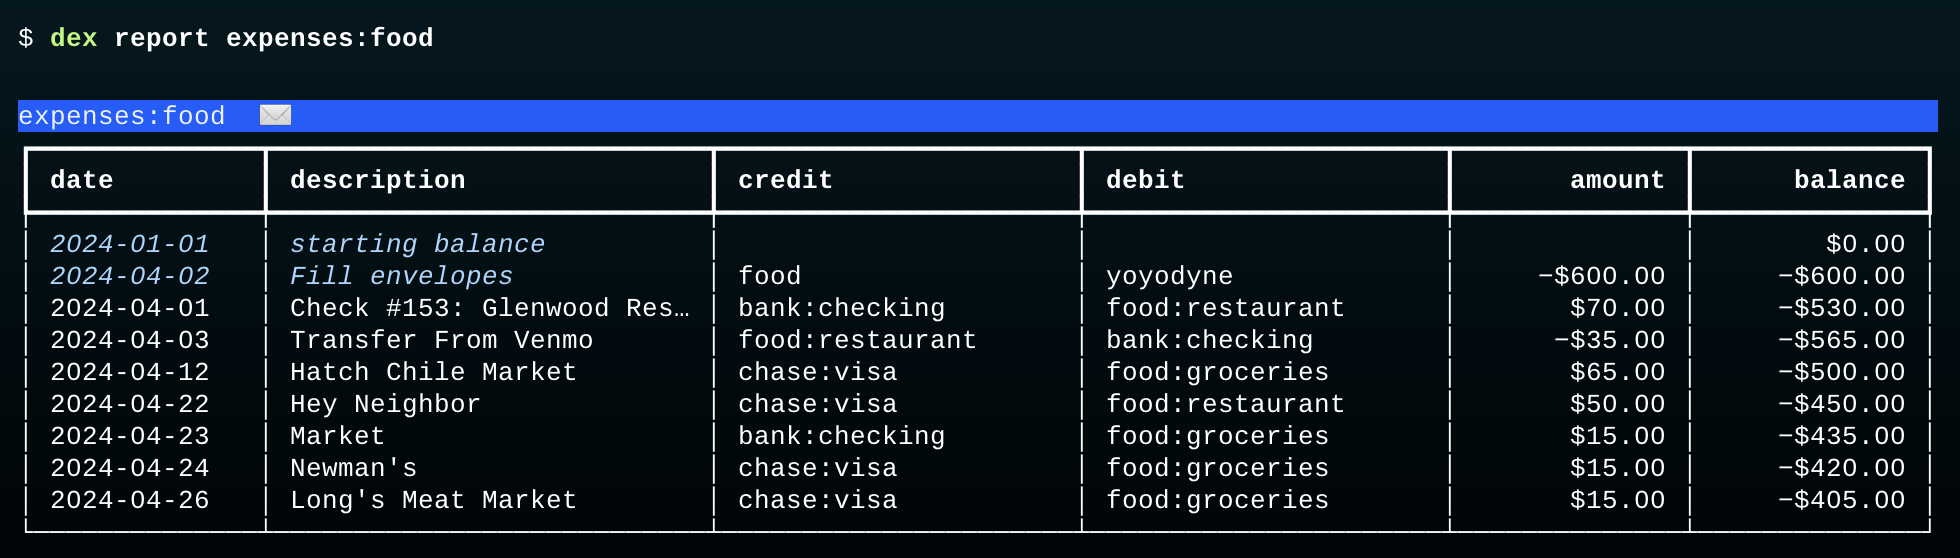 $ dex report expenses:food
expenses:food ✉
date description credit debit amount balance
2024-01-01 starting balance $0.00
2024-04-02 Fill envelopes food yoyodyne −$600.00 −$600.00
2024-04-01 Check #153: Glenwood Res… bank:checking food:restaurant $70.00 −$530.00
2024-04-03 Transfer From Venmo food:restaurant bank:checking −$35.00 −$565.00
2024-04-12 Hatch Chile Market chase:visa food:groceries $65.00 −$500.00
2024-04-22 Hey Neighbor chase:visa food:restaurant $50.00 −$450.00
2024-04-23 Market bank:checking food:groceries $15.00 −$435.00
2024-04-24 Newman's chase:visa food:groceries $15.00 −$420.00
2024-04-26 Long's Meat Market chase:visa food:groceries $15.00 −$405.00